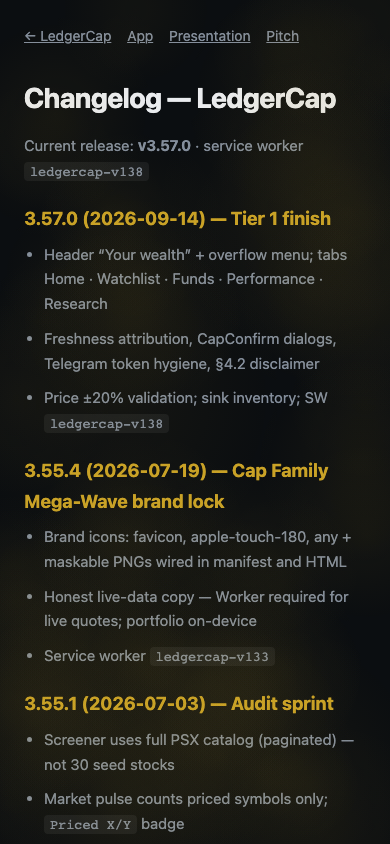 ← LedgerCap App Presentation Pitch
Changelog — LedgerCap
Current release: v3.57.0 · service worker
ledgercap-v138
3.57.0 (2026-09-14) — Tier 1 finish
• Header “Your wealth” + overflow menu; tabs
Home · Watchlist · Funds · Performance ·
Research
• Freshness attribution, CapConfirm dialogs,
Telegram token hygiene, §4.2 disclaimer
• Price ±20% validation; sink inventory; SW
ledgercap-v138
3.55.4 (2026-07-19) — Cap Family
Mega-Wave brand lock
• Brand icons: favicon, apple-touch-180, any +
maskable PNGs wired in manifest and HTML
• Honest live-data copy — Worker required for
live quotes; portfolio on-device
• Service worker ledgercap-v133
3.55.1 (2026-07-03) — Audit sprint
• Screener uses full PSX catalog (paginated) —
not 30 seed stocks
• Market pulse counts priced symbols only;
Priced X/Y badge